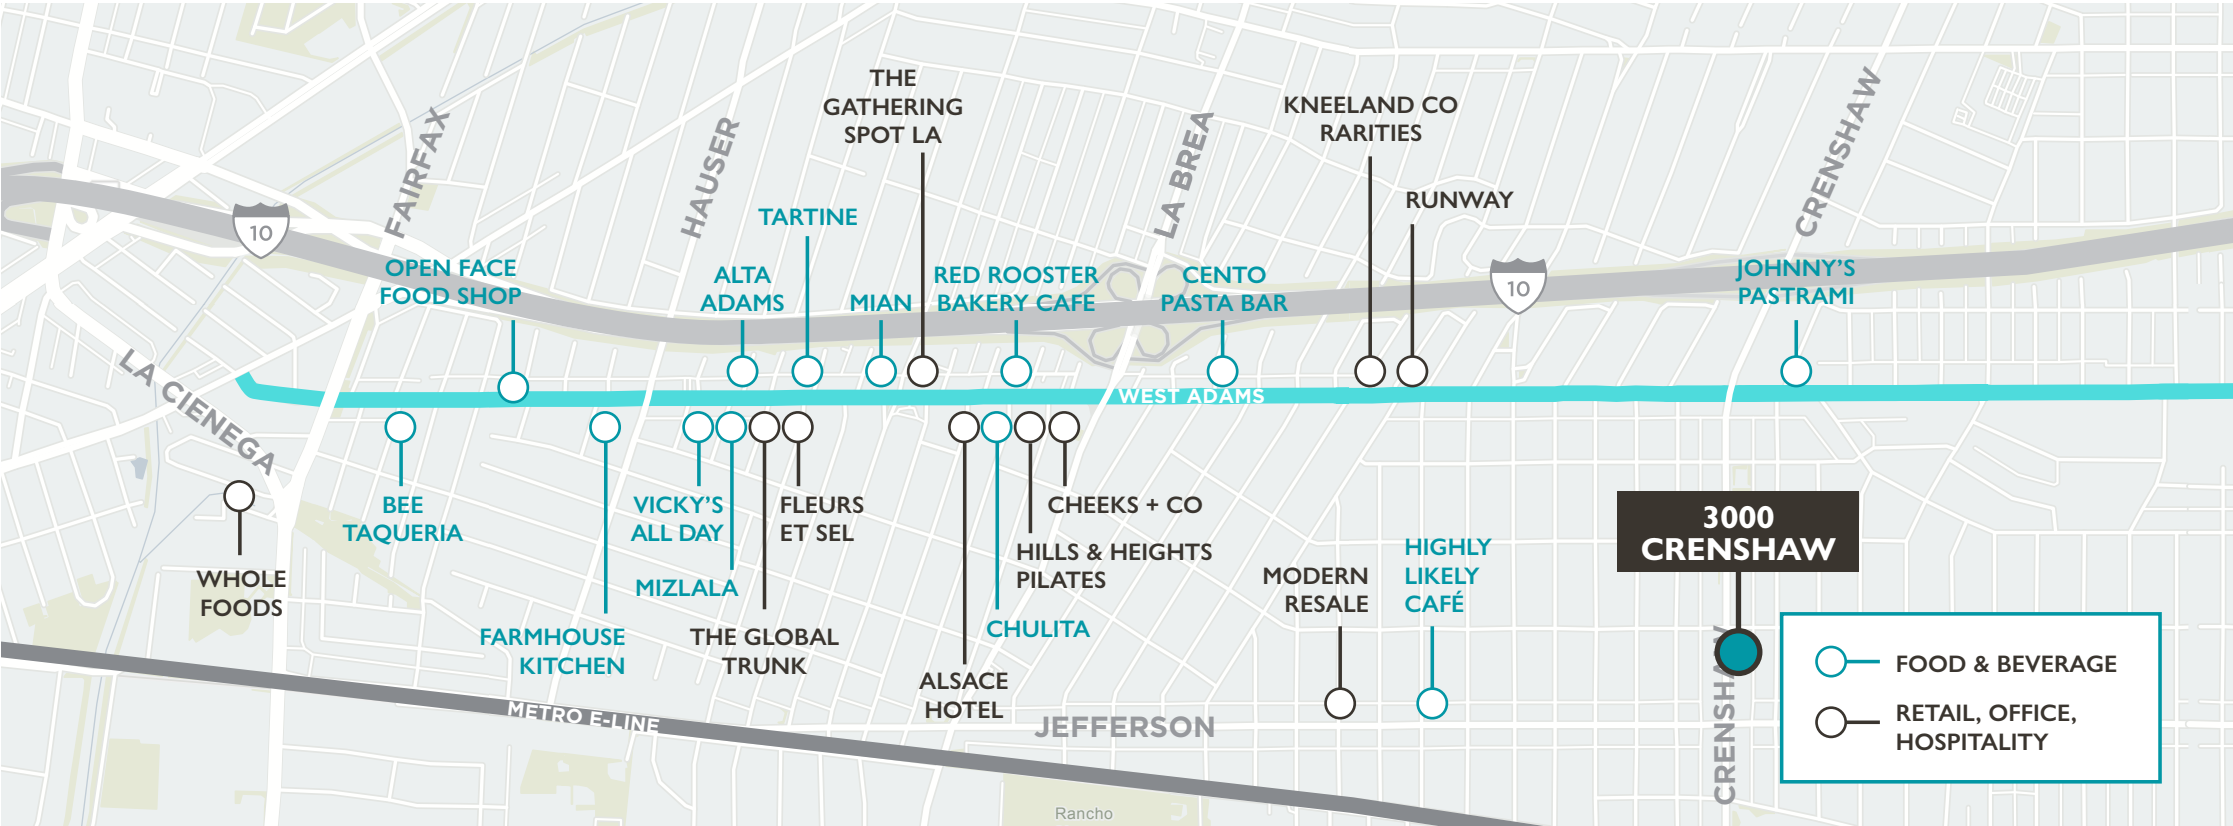 THE
GATHERING
SPOT LA
KNEELAND CO
RARITIES
FAIRFAX
HAUSER
LA BREA
CRENSHAW
RUNWAY
TARTINE
10
OPEN FACE
FOOD SHOP
ALTA
ADAMS
MIAN
RED ROOSTER
BAKERY CAFE
CENTO
PASTA BAR
10
JOHNNY'S
PASTRAMI
LA CIENEGA
WEST ADAMS
BEE
TAQUERIA
VICKY'S
ALL DAY
FLEURS
ET SEL
CHEEKS + CO
3000
CRENSHAW
WHOLE
FOODS
MIZLALA
HILLS & HEIGHTS
PILATES
MODERN
RESALE
HIGHLY
LIKELY
CAFÉ
FARMHOUSE
KITCHEN
THE GLOBAL
TRUNK
CHULITA
ALSACE
HOTEL
METRO E-LINE
JEFFERSON
CRENSHAW
FOOD & BEVERAGE
RETAIL, OFFICE,
HOSPITALITY
Rancho